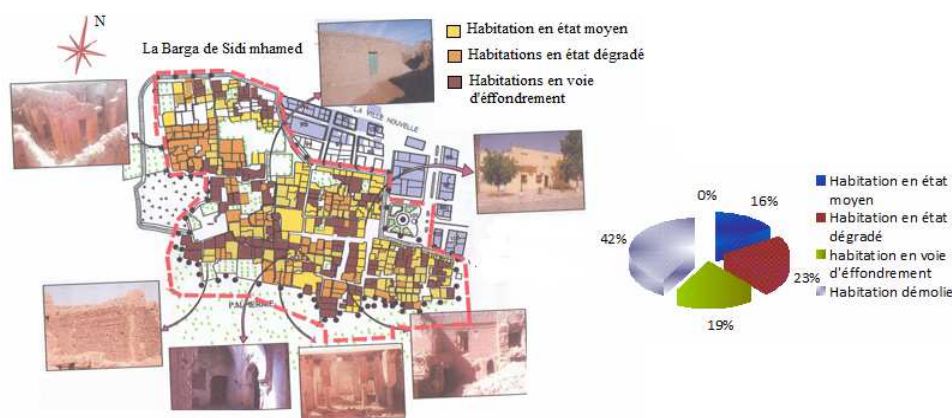 N
La Barga de Sidi mhamed
Habitation en état moyen
Habitations en état dégradé
Habitations en voie
d'éffondrement
LA VILLE NOUVELLE
PALMERAIE
0%
16%
42%
23%
19%
Habitation en état
moyen
Habitation en état
dégradé
habitation en voie
d'éffondrement
Habitation démolie